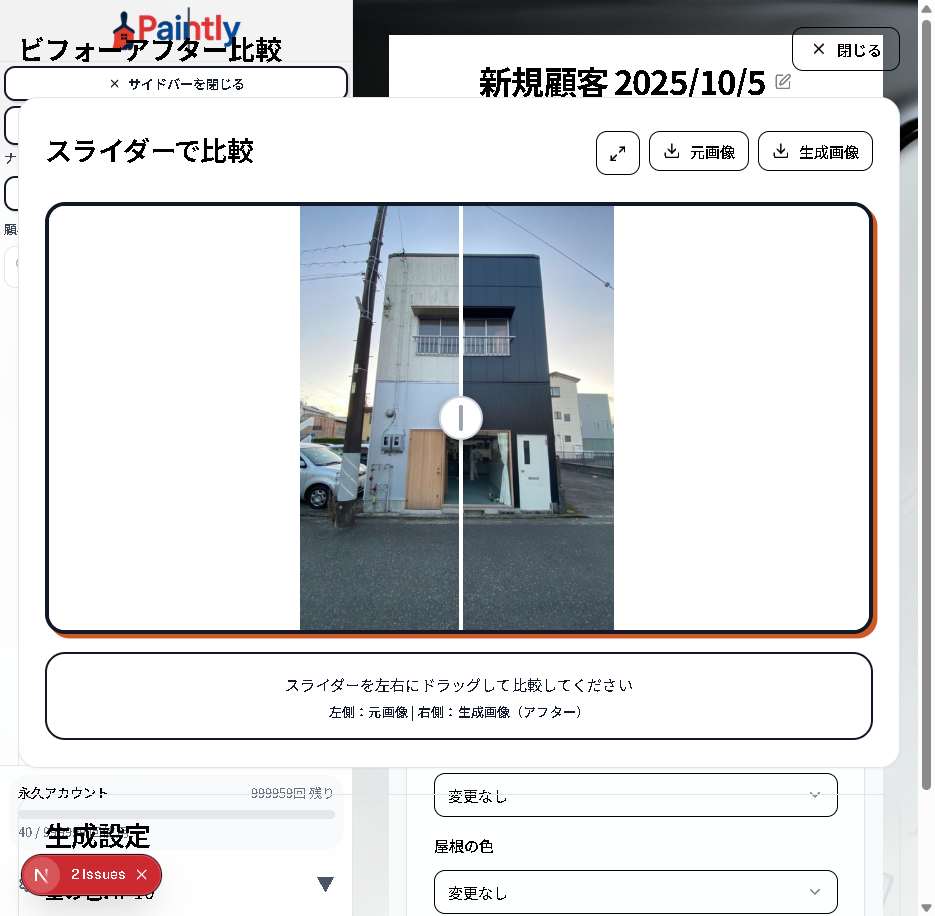 Paintly
ビフォーアフター比較
閉じる
新規顧客 2025/10/5
サイドバーを閉じる
スライダーで比較
元画像
生成画像
ナ
顧
スライダーを左右にドラッグして比較してください
左側：元画像 | 右側：生成画像（アフター）
永久アカウント
999959回 残り
変更なし
40 /
生成設定
屋根の色
N
2 Issues
変更なし